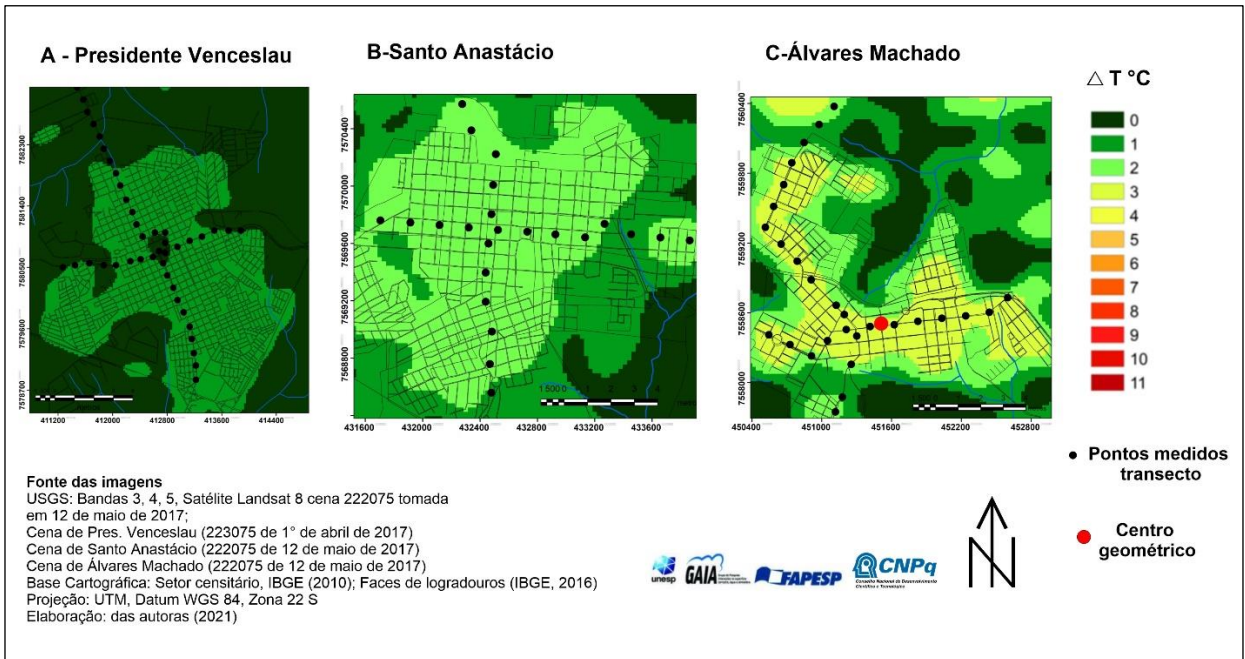 A - Presidente Venceslau
B-Santo Anastácio
C-Álvares Machado
△ T °C
0
1
2
3
4
5
6
7
8
9
10
11
7582300
7581400
7580500
7579600
7578700
411200
412000
412800
413600
414400
7570400
7570000
7569600
7569200
7568800
431600
432000
432400
432800
433200
433600
7560400
7559800
7559200
7558600
7558000
450400
451000
451600
452200
452800
Pontos medidos
transecto
Centro
geométrico
N
Fonte das imagens
USGS: Bandas 3, 4, 5, Satélite Landsat 8 cena 222075 tomada
em 12 de maio de 2017;
Cena de Pres. Venceslau (223075 de 1° de abril de 2017)
Cena de Santo Anastácio (222075 de 12 de maio de 2017)
Cena de Álvares Machado (222075 de 12 de maio de 2017)
Base Cartográfica: Setor censitário, IBGE (2010); Faces de logradouros (IBGE, 2016)
Projeção: UTM, Datum WGS 84, Zona 22 S
Elaboração: das autoras (2021)
unesp
GAIA
FAPESP
CNPq
Conselho Nacional de Desenvolvimento
Científico e Tecnológico